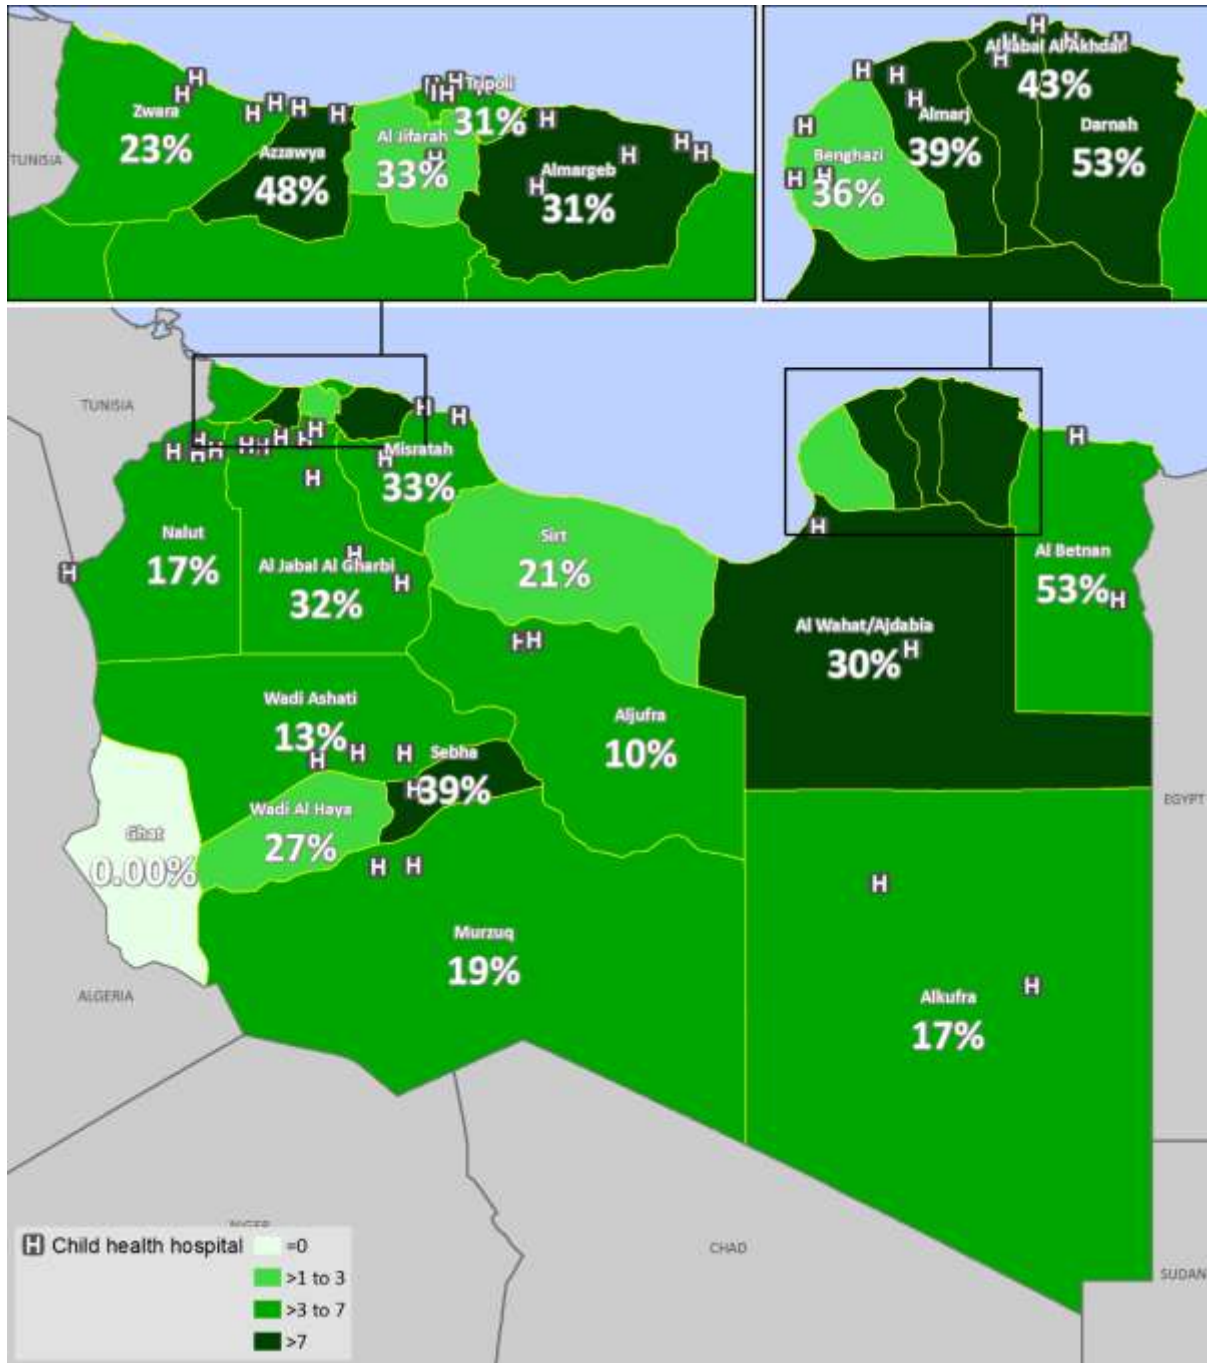 Zwara
23%
TUNISIA
Azzawya
48%
Al Jifarah
33%
Tripoli
31%
Almargeb
31%
Al Jabal Al Akhdar
43%
Almarj
39%
Darnah
53%
Benghazi
36%
TUNISIA
Misratah
33%
Nalut
17%
Al Jabal Al Gharbi
32%
Sirt
21%
Al Betnan
53%
Al Wahat/Ajdabia
30%
Wadi Ashati
13%
Aljufra
10%
Sebha
39%
Wadi Al Haya
27%
Ghat
0.00%
EGYPT
Murzuq
19%
Alkufra
17%
ALGERIA
NIGER
CHAD
SUDAN
H Child health hospital
=0
>1 to 3
>3 to 7
>7